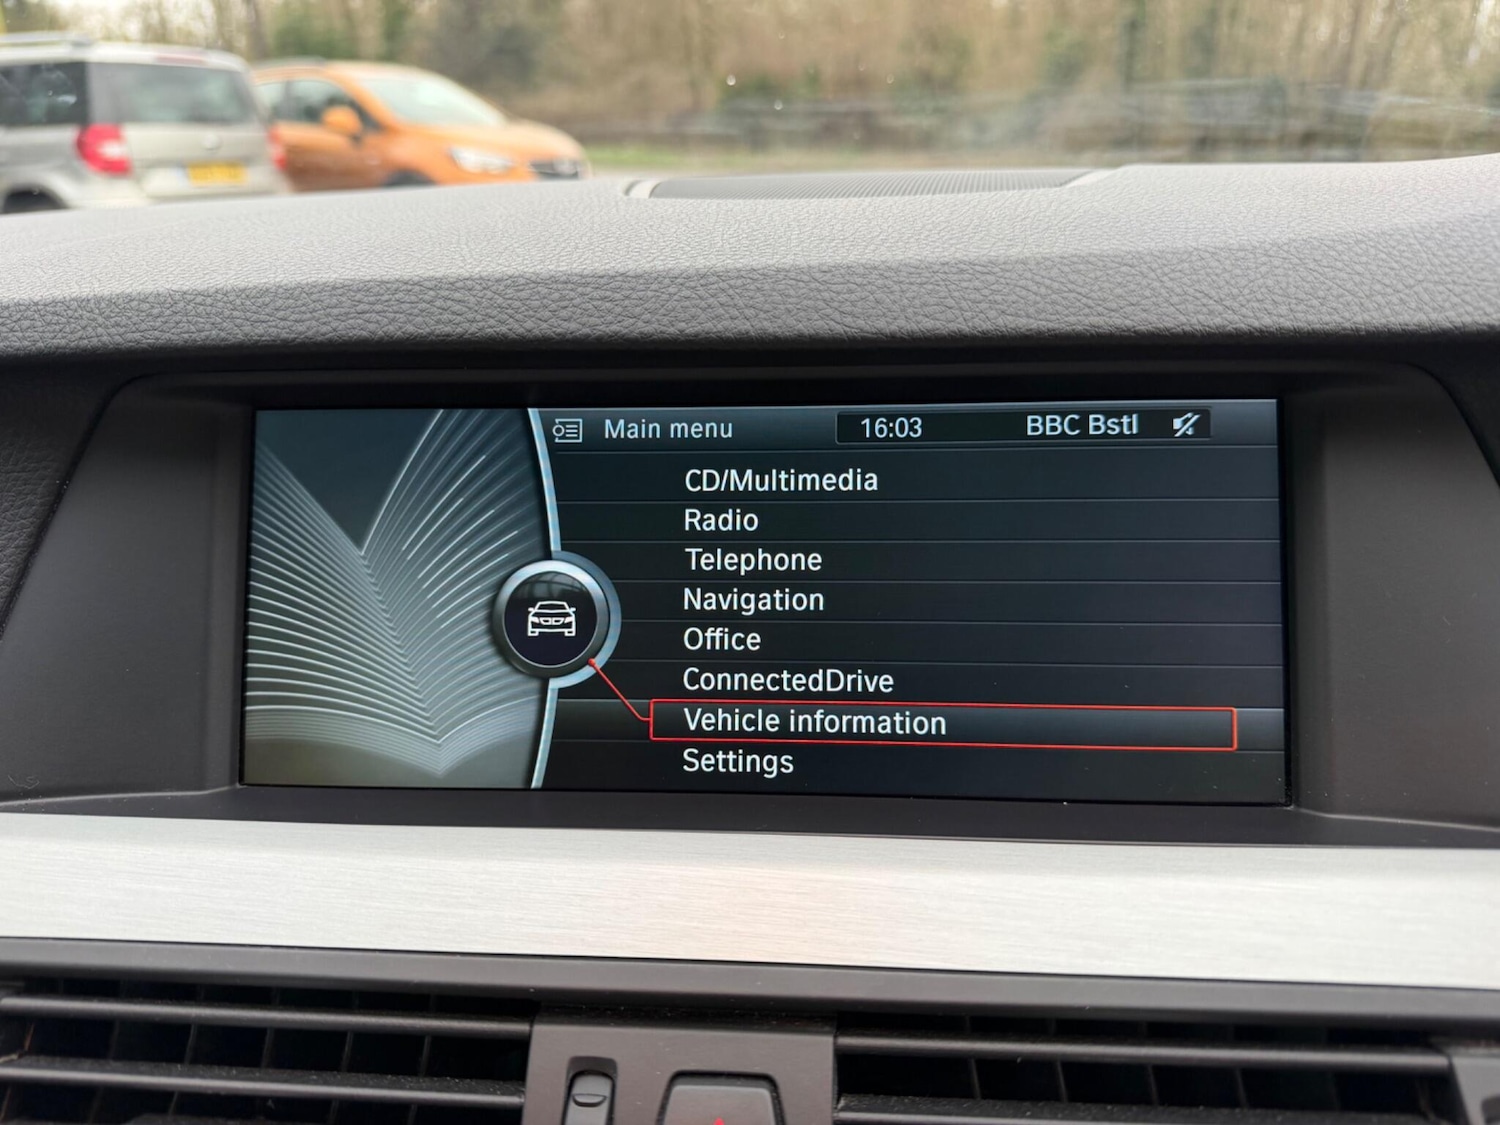 Main menu 16:03 BBC Bstl
CD/Multimedia
Radio
Telephone
Navigation
Office
ConnectedDrive
Vehicle information
Settings